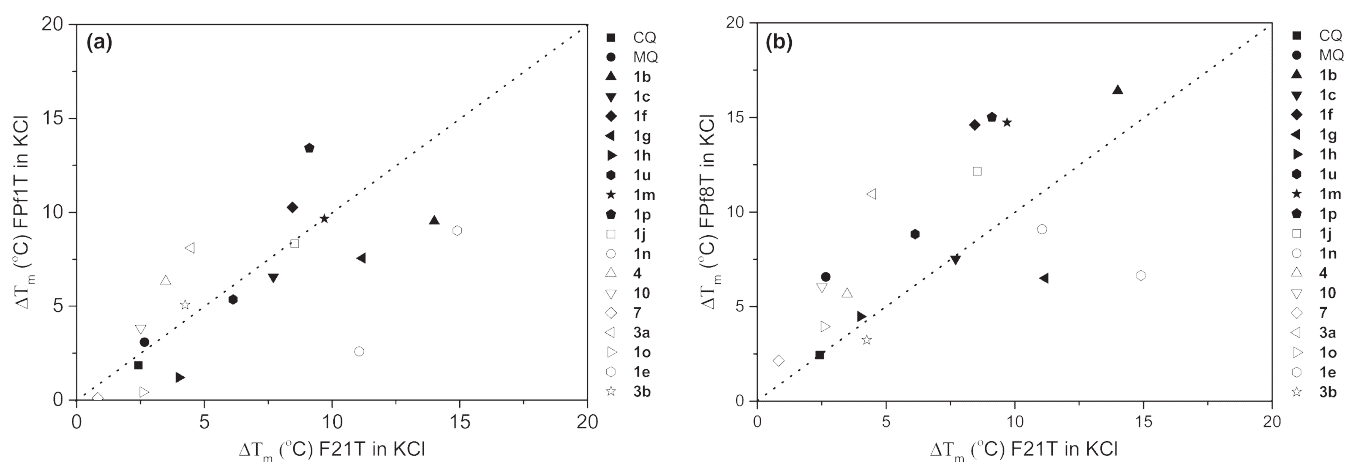 (a)
20
15
10
5
0
0 5 10 15 20
ΔTm (°C) FPf1T in KCl
ΔTm (°C) F21T in KCl
CQ
MQ
1b
1c
1f
1g
1h
1u
1m
1p
1j
1n
4
10
7
3a
1o
1e
3b
(b)
20
15
10
5
0
0 5 10 15 20
ΔTm (°C) FPf8T in KCl
ΔTm (°C) F21T in KCl
CQ
MQ
1b
1c
1f
1g
1h
1u
1m
1p
1j
1n
4
10
7
3a
1o
1e
3b